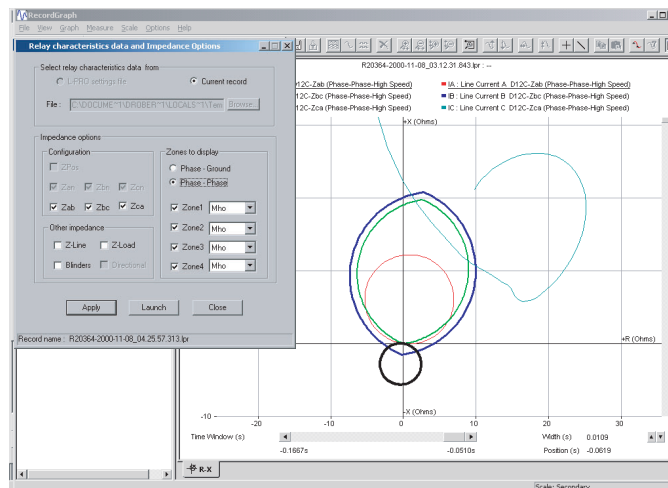 RecordGraph
File View Graph Measure Scale Options Help
Relay characteristics data and Impedance Options
Select relay characteristics data from
L-PRO settings file
Current record
File :
C:\DOCUME~1\DROBER~1\LOCALS~1\Tem
Browse...
Impedance options
Configuration
ZPos
Zan Zbn Zcn
Zab Zbc Zca
Other impedance
Z-Line Z-Load
Blinders Directional
Zones to display
Phase - Ground
Phase - Phase
Zone1 Mho
Zone2 Mho
Zone3 Mho
Zone4 Mho
Apply Launch Close
Record name : R20364-2000-11-08_04.25.57.313.lpr
R20364-2000-11-08_03.12.31.843.lpr : --
D12C-Zab (Phase-Phase-High Speed) IA : Line Current A D12C-Zab (Phase-Phase-High Speed)
D12C-Zbc (Phase-Phase-High Speed) IB : Line Current B D12C-Zbc (Phase-Phase-High Speed)
D12C-Zca (Phase-Phase-High Speed) IC : Line Current C D12C-Zca (Phase-Phase-High Speed)
+X (Ohms)
+R (Ohms)
-X (Ohms)
-10
-20 -10 0 10 20 30
Time Window (s)
Width (s) 0.0109
-0.1667s -0.0510s
Position (s) -0.0619
R-X
Scale: Secondary